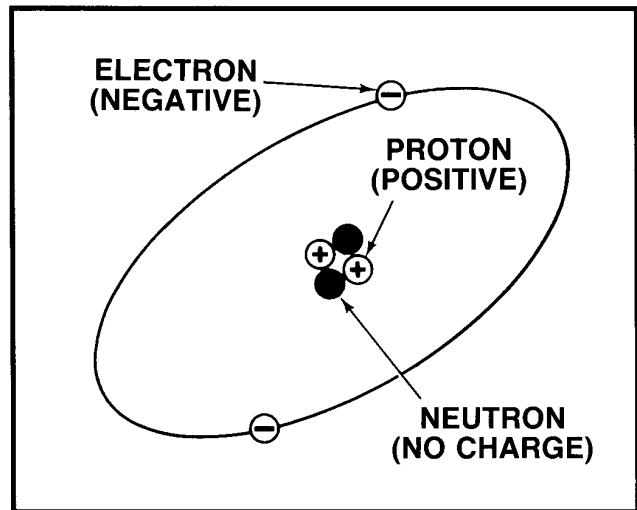 ELECTRON
(NEGATIVE)
PROTON
(POSITIVE)
NEUTRON
(NO CHARGE)